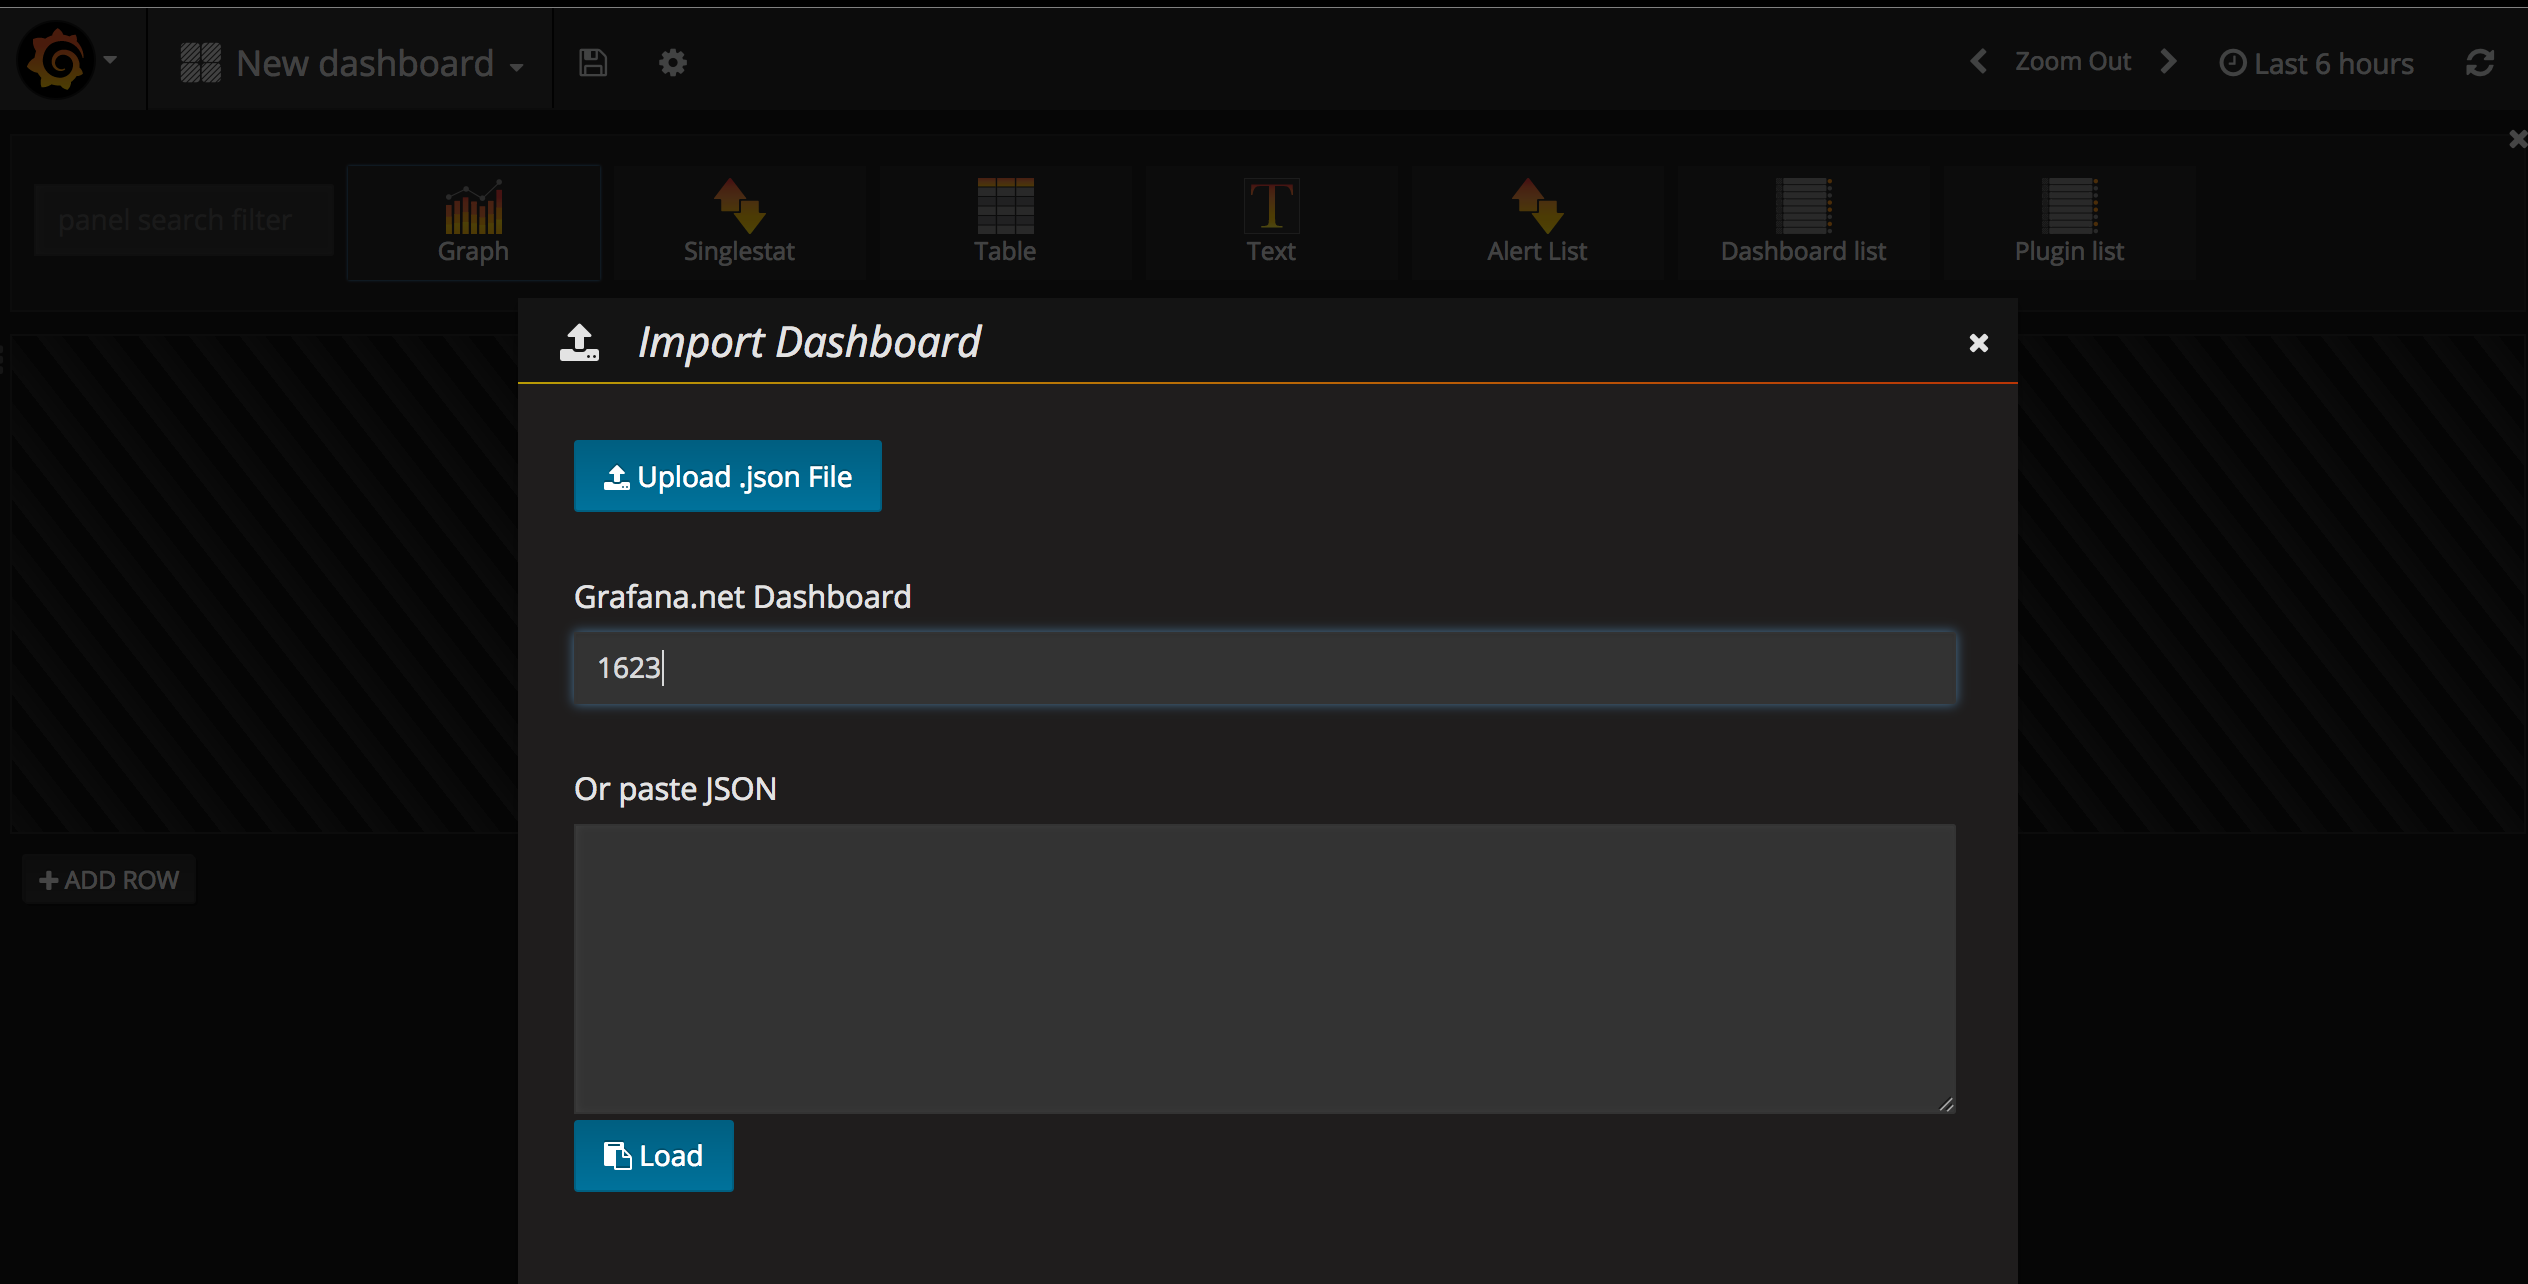 New dashboard
Zoom Out
Last 6 hours
panel search filter
Graph
Singlestat
Table
Text
Alert List
Dashboard list
Plugin list
Import Dashboard
Upload .json File
Grafana.net Dashboard
1623
Or paste JSON
ADD ROW
Load